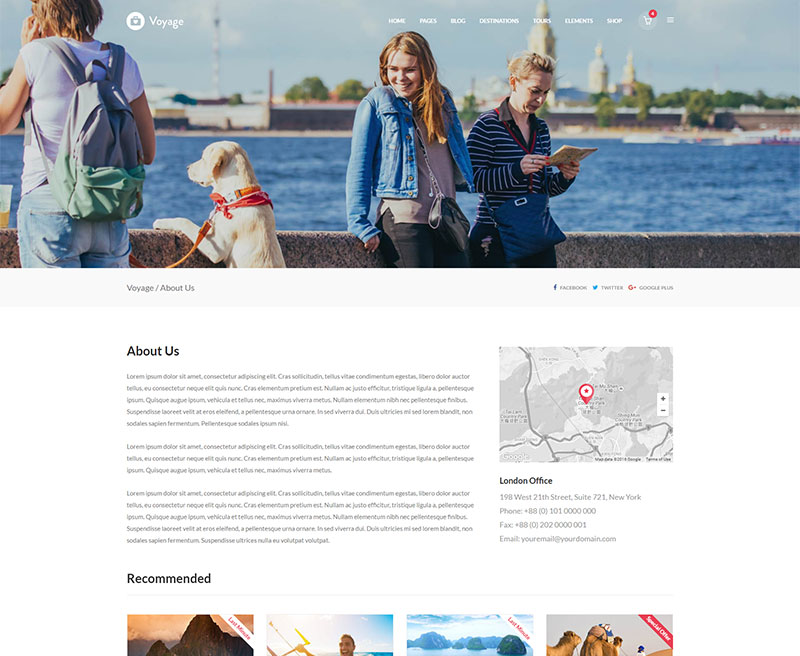 Voyage
HOME PAGES BLOG DESTINATIONS TOURS ELEMENTS SHOP
4
Voyage / About Us
FACEBOOK TWITTER GOOGLE PLUS
About Us
Lorem ipsum dolor sit amet, consectetur adipiscing elit. Cras sollicitudin, tellus vitae condimentum egestas, libero dolor
tellus, eu consectetur neque elit quis nunc. Cras elementum pretium est. Nullam ac justo efficitur, tristique ligula a, pellentesque
ipsum. Quisque augue ipsum, vehicula et tellus nec, maximus viverra metus. Nullam elementum nibh nec pellentesque finibus.
Suspendisse laoreet velit at eros eleifend, a pellentesque urna ornare. In sed viverra dui. Duis ultricies mi sed lorem blandit, non
sodales sapien fermentum. Pellentesque sodales ipsum nisi.
Lorem ipsum dolor sit amet, consectetur adipiscing elit. Cras sollicitudin, tellus vitae condimentum egestas, libero dolor
tellus, eu consectetur neque elit quis nunc. Cras elementum pretium est. Nullam ac justo efficitur, tristique ligula a, pellentesque
ipsum. Quisque augue ipsum, vehicula et tellus nec, maximus viverra metus.
Lorem ipsum dolor sit amet, consectetur adipiscing elit. Cras sollicitudin, tellus vitae condimentum egestas, libero dolor
tellus, eu consectetur neque elit quis nunc. Cras elementum pretium est. Nullam ac justo efficitur, tristique ligula a, pellentesque
ipsum. Quisque augue ipsum, vehicula et tellus nec, maximus viverra metus. Nullam elementum nibh nec pellentesque finibus.
Suspendisse laoreet velit at eros eleifend, a pellentesque urna ornare. In sed viverra dui. Duis ultricies mi sed lorem blandit, non
sodales sapien fermentum. Suspendisse ultrices nulla eu volutpat volutpat.
Map data ©2016 Google Terms of Use
London Office
198 West 21th Street, Suite 721, New York
Phone: +88 (0) 101 0000 000
Fax: +88 (0) 202 0000 001
Email: youremail@yourdomain.com
Recommended
Last Minute
Last Minute
Special Offer